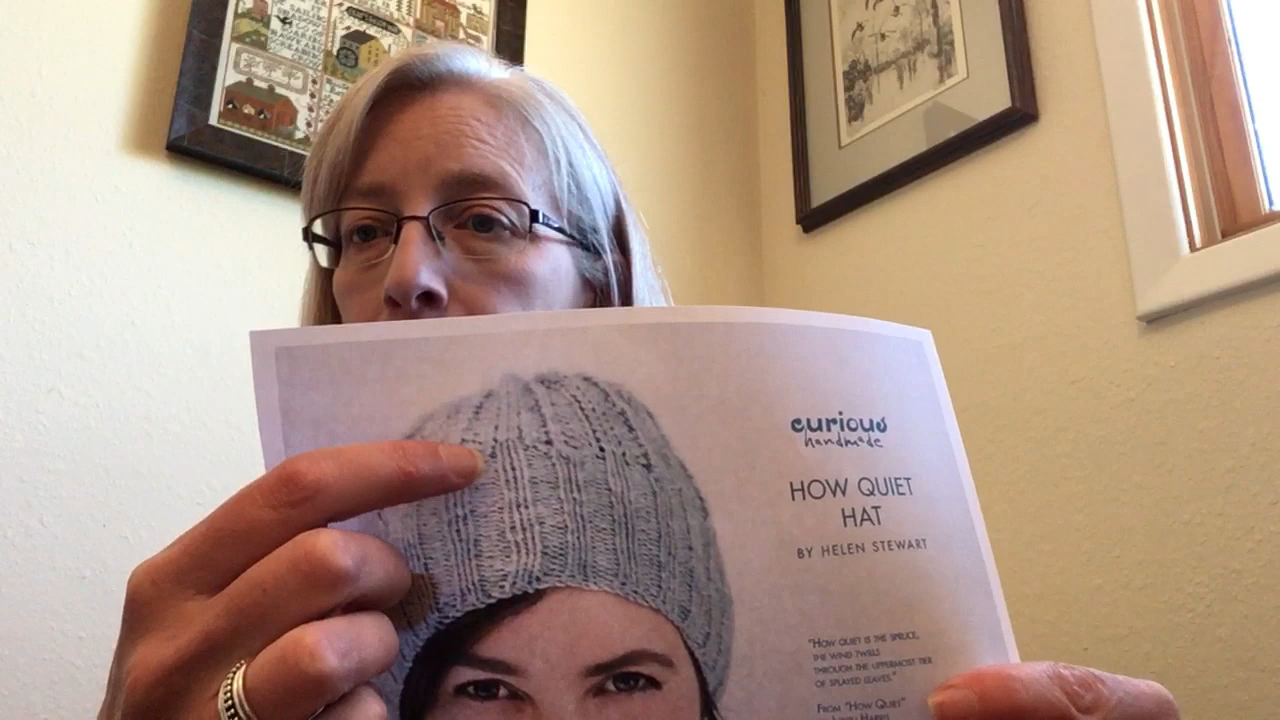 curious
handmade
HOW QUIET
HAT
BY HELEN STEWART
"HOW QUIET IS THE SPRUCE,
THE WIND TWILLS
THROUGH THE UPPERMOST TIER
OF SPLAYED LEAVES."
FROM "HOW QUIET"